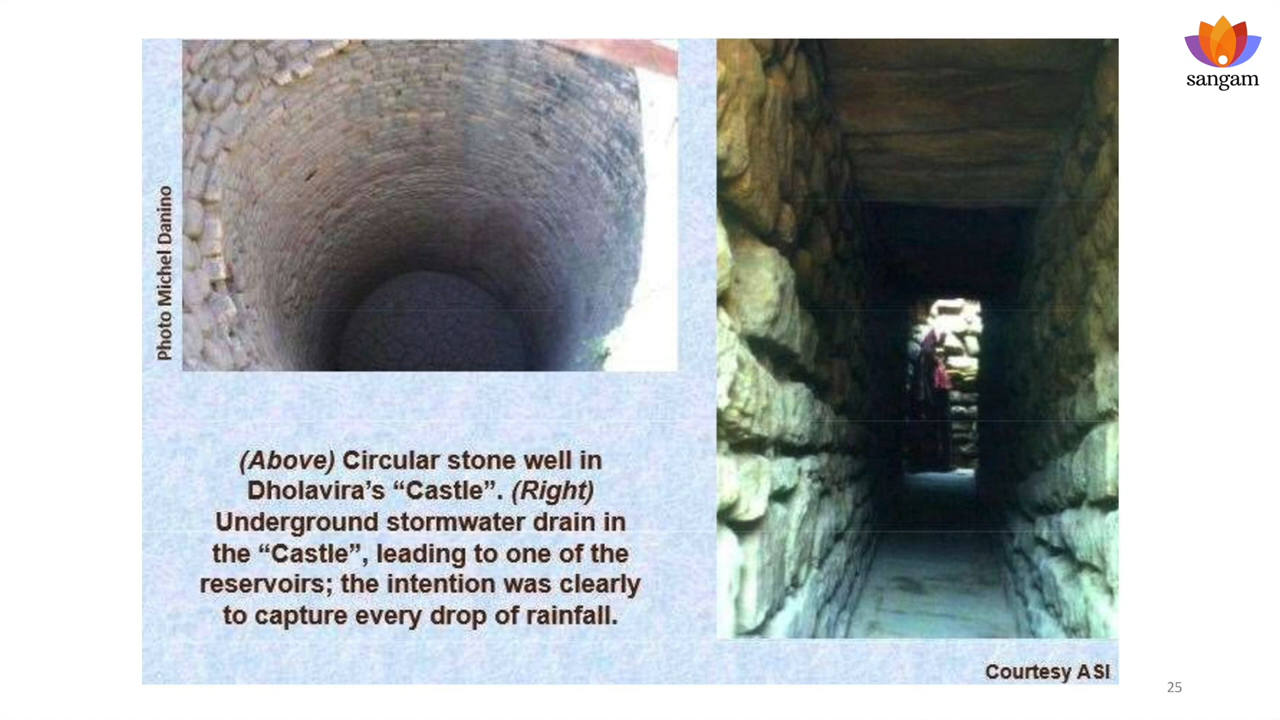 sangam
Photo Michel Danino
(Above) Circular stone well in
Dholavira’s “Castle”. (Right)
Underground stormwater drain in
the “Castle”, leading to one of the
reservoirs; the intention was clearly
to capture every drop of rainfall.
Courtesy ASI
25